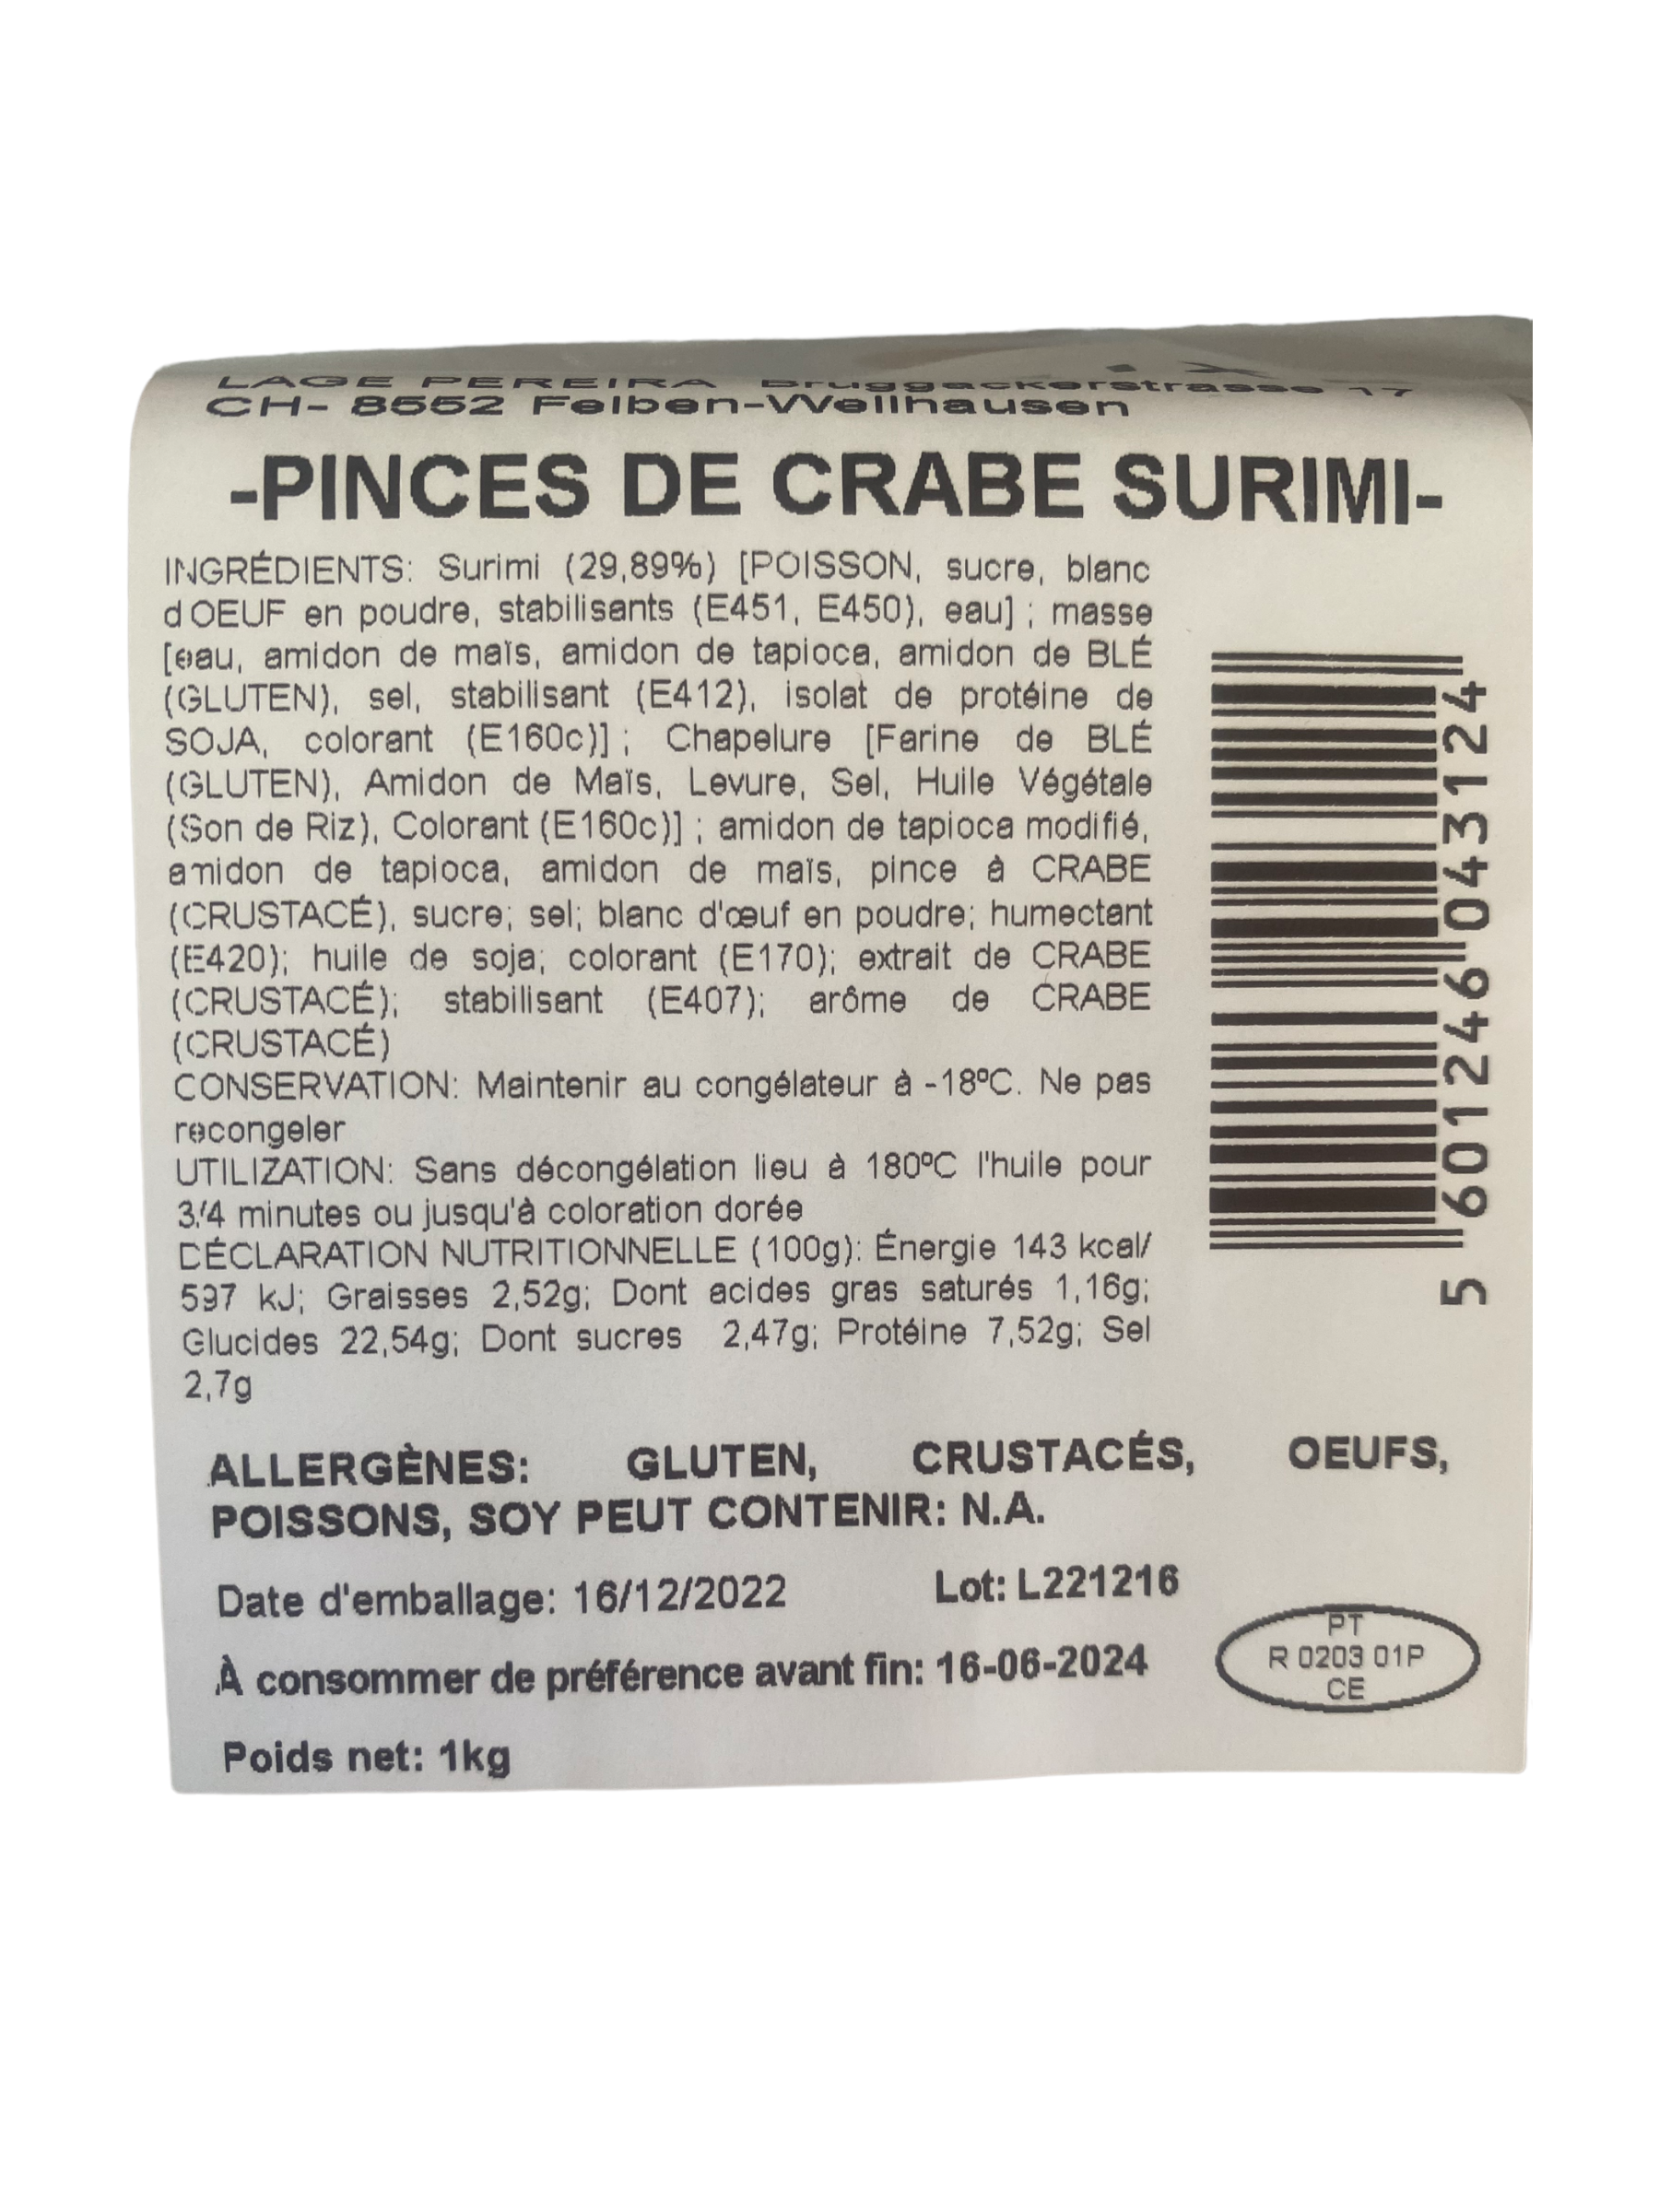 LAGE PEREIRA Bruggackerstrasse 17
CH- 8552 Felben-Wellhausen
-PINCES DE CRABE SURIMI-
INGRÉDIENTS: Surimi (29,89%) [POISSON, sucre, blanc
d OEUF en poudre, stabilisants (E451, E450), eau] ; masse
[eau, amidon de maïs, amidon de tapioca, amidon de BLÉ
(GLUTEN), sel, stabilisant (E412), isolat de protéine de
SOJA, colorant (E160c)] ; Chapelure [Farine de BLÉ
(GLUTEN), Amidon de Maïs, Levure, Sel, Huile Végétale
(Son de Riz), Colorant (E160c)] ; amidon de tapioca modifié,
amidon de tapioca, amidon de maïs, pince à CRABE
(CRUSTACÉ), sucre; sel; blanc d'œuf en poudre; humectant
(E420); huile de soja; colorant (E170); extrait de CRABE
(CRUSTACÉ); stabilisant (E407); arôme de CRABE
(CRUSTACÉ)
CONSERVATION: Maintenir au congélateur à -18ºC. Ne pas
recongeler
UTILIZATION: Sans décongélation lieu à 180ºC l'huile pour
3/4 minutes ou jusqu'à coloration dorée
DÉCLARATION NUTRITIONNELLE (100g): Énergie 143 kcal/
597 kJ; Graisses 2,52g; Dont acides gras saturés 1,16g;
Glucides 22,54g; Dont sucres 2,47g; Protéine 7,52g; Sel
2,7g
5 601246 043124
ALLERGÈNES: GLUTEN, CRUSTACÉS, OEUFS,
POISSONS, SOY PEUT CONTENIR: N.A.
Date d'emballage: 16/12/2022 Lot: L221216
À consommer de préférence avant fin: 16-06-2024
PT
R 0203 01P
CE
Poids net: 1kg